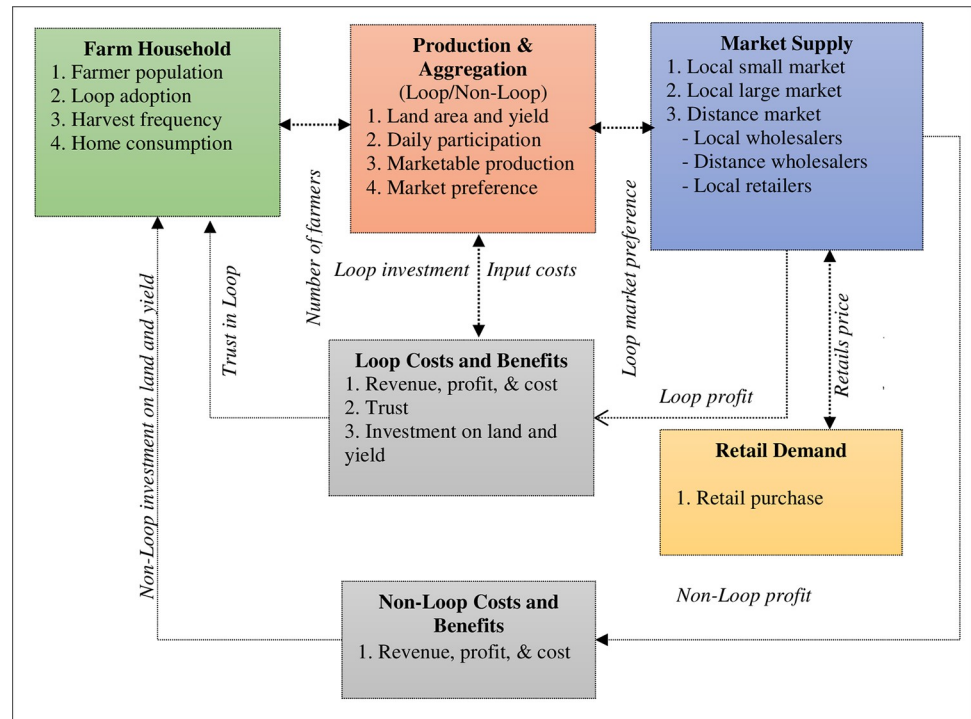 Farm Household
1. Farmer population
2. Loop adoption
3. Harvest frequency
4. Home consumption
Production &
Aggregation
(Loop/Non-Loop)
1. Land area and yield
2. Daily participation
3. Marketable production
4. Market preference
Market Supply
1. Local small market
2. Local large market
3. Distance market
- Local wholesalers
- Distance wholesalers
- Local retailers
Number of farmers
Loop market preference
Loop investment
Input costs
Trust in Loop
Non-Loop investment on land and yield
Retails price
Loop Costs and Benefits
1. Revenue, profit, & cost
2. Trust
3. Investment on land and
yield
Loop profit
Retail Demand
1. Retail purchase
Non-Loop profit
Non-Loop Costs and
Benefits
1. Revenue, profit, & cost